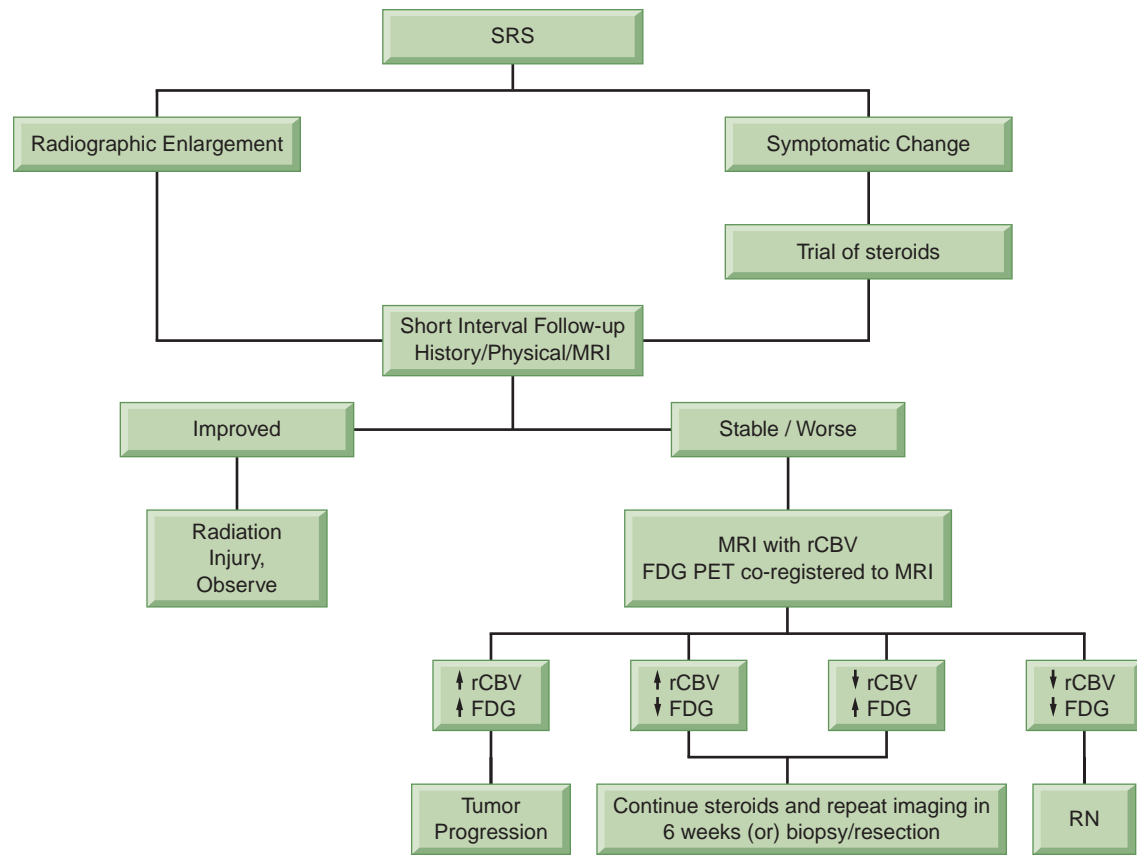 SRS
Radiographic Enlargement
Symptomatic Change
Trial of steroids
Short Interval Follow-up
History/Physical/MRI
Improved
Stable / Worse
Radiation
Injury,
Observe
MRI with rCBV
FDG PET co-registered to MRI
↑ rCBV
↑ FDG
↑ rCBV
↓ FDG
↓ rCBV
↑ FDG
↓ rCBV
↓ FDG
Tumor
Progression
Continue steroids and repeat imaging in
6 weeks (or) biopsy/resection
RN